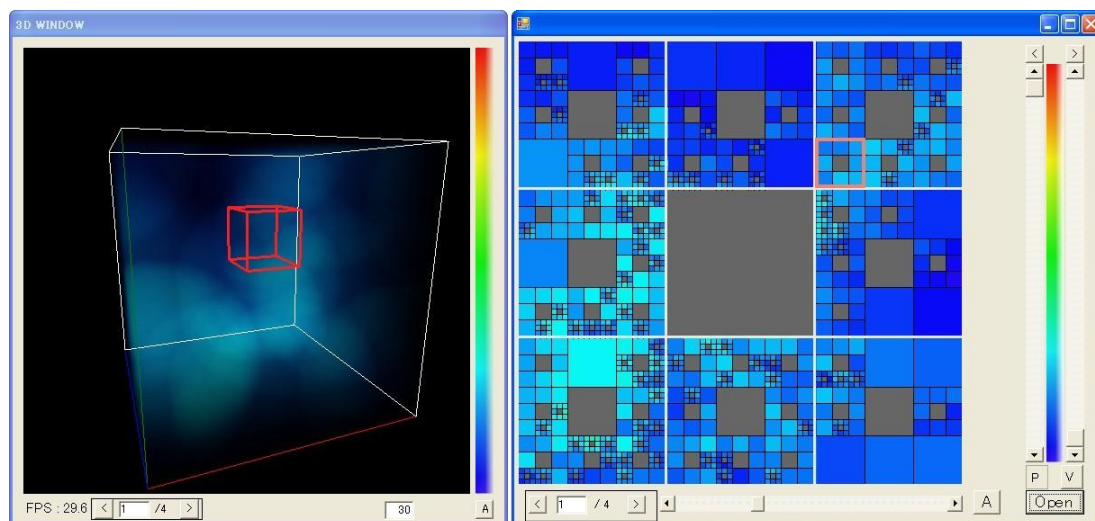 3D WINDOW
FPS : 29.6 < 1 /4 > 30 A
< >
P V
< 1 / 4 > A Open